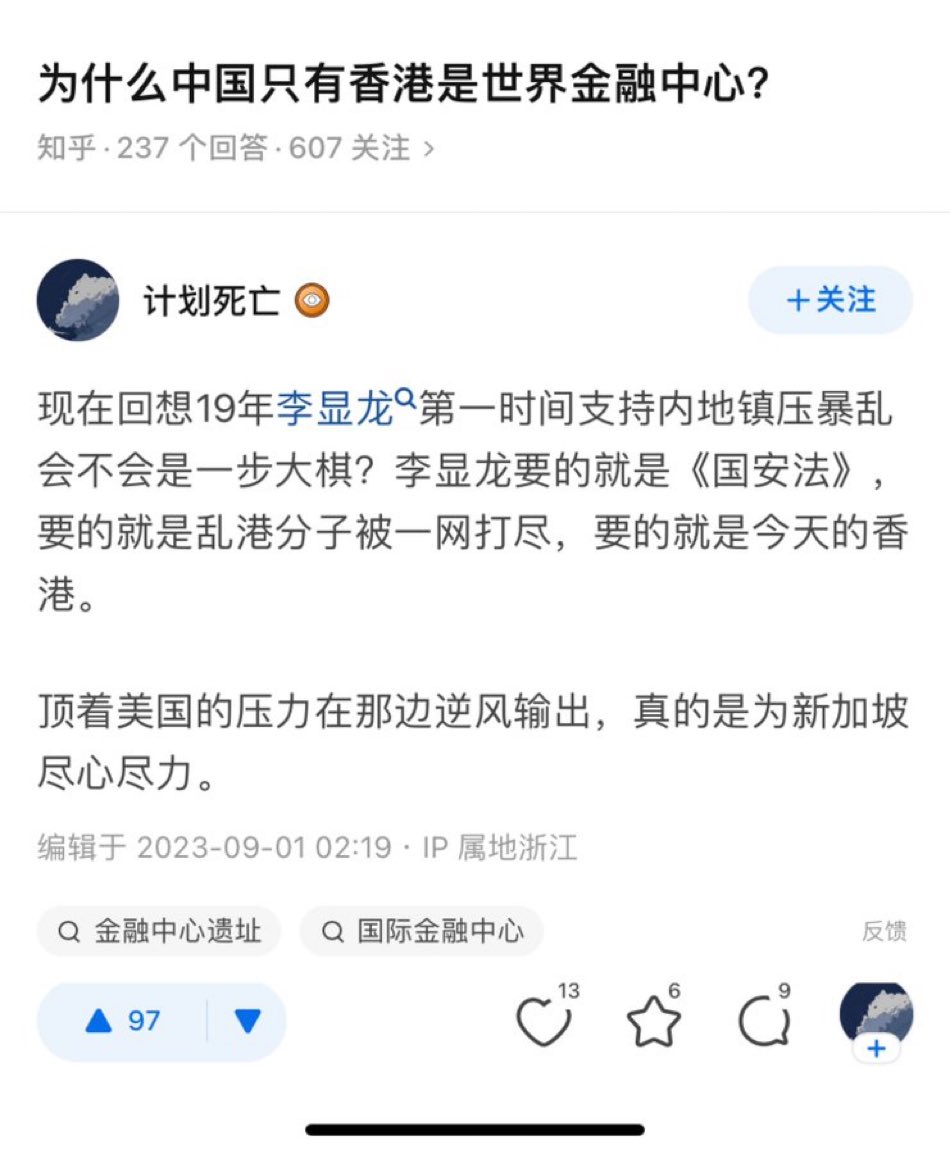 为什么中国只有香港是世界金融中心?
知乎 · 237 个回答 · 607 关注 >
计划死亡
+关注
现在回想19年李显龙第一时间支持内地镇压暴乱
会不会是一步大棋？李显龙要的就是《国安法》，
要的就是乱港分子被一网打尽，要的就是今天的香
港。
顶着美国的压力在那边逆风输出，真的是为新加坡
尽心尽力。
编辑于 2023-09-01 02:19 · IP 属地浙江
金融中心遗址
国际金融中心
反馈
97
13
6
9